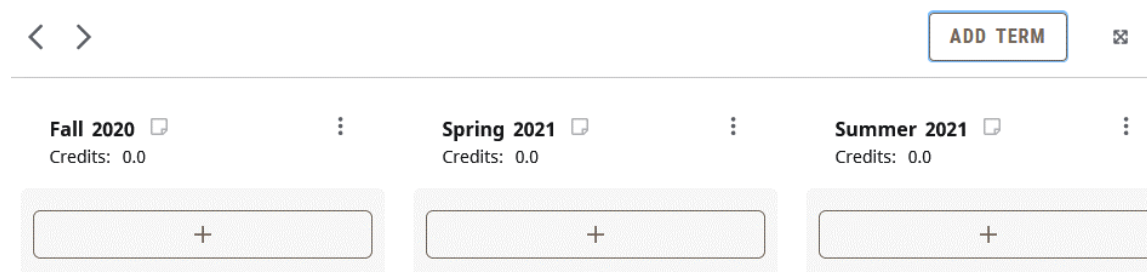 ADD TERM
Fall 2020
Credits: 0.0
Spring 2021
Credits: 0.0
Summer 2021
Credits: 0.0
+
+
+